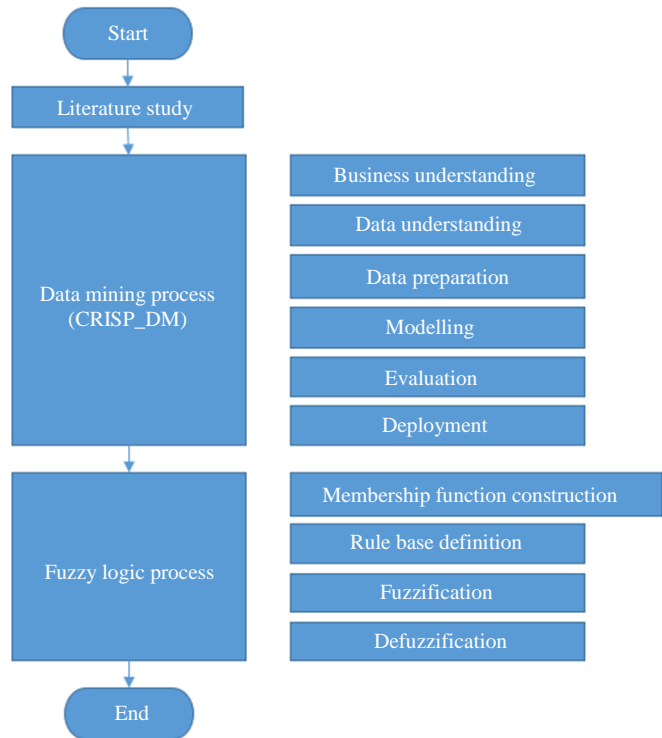 Start
Literature study
Data mining process
(CRISP_DM)
Business understanding
Data understanding
Data preparation
Modelling
Evaluation
Deployment
Fuzzy logic process
Membership function construction
Rule base definition
Fuzzification
Defuzzification
End